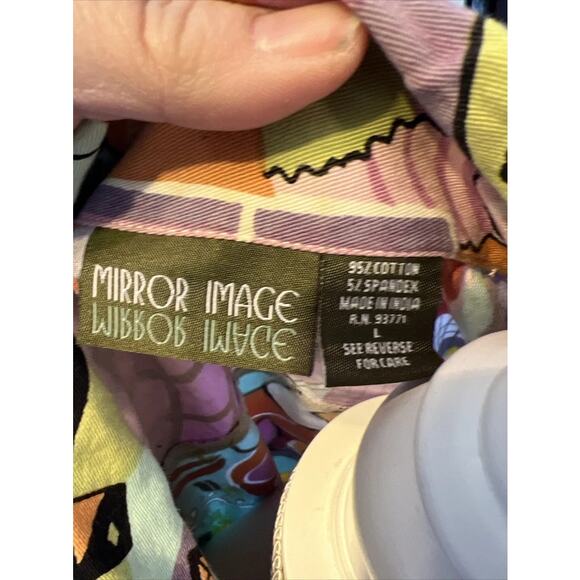 MIRROR IMAGE
MIRROR IMAGE
95% COTTON
5% SPANDEX
MADE IN INDIA
R.N. 93771
L
SEE REVERSE
FOR CARE